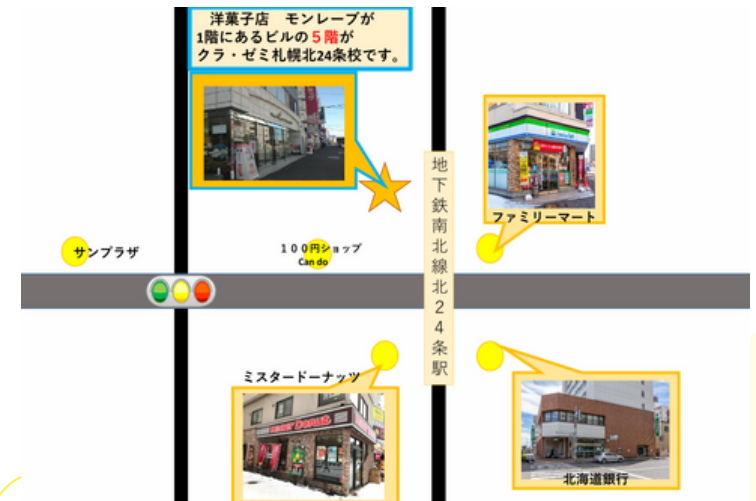 洋菓子店　モンレーブが
1階にあるビルの５階が
クラ・ゼミ札幌北24条校です。
ファミリーマート
地下鉄南北線北２４条駅
サンプラザ
１００円ショップ
Can do
ミスタードーナッツ
Mister Donut
北海道銀行